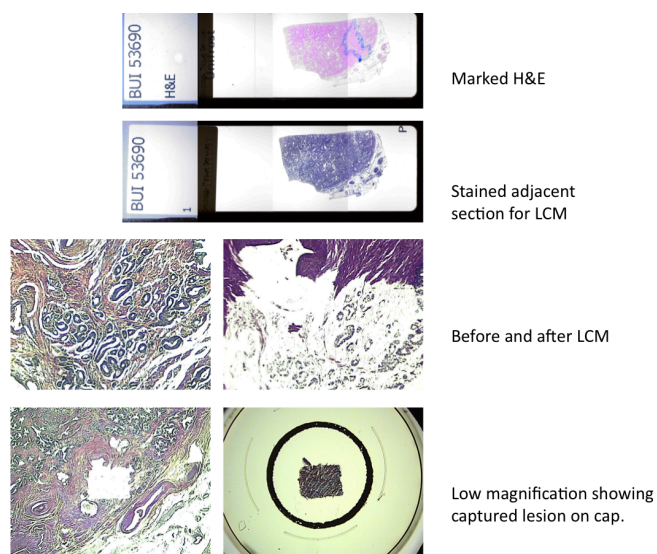 BUI 53690
H&E
Marked H&E
BUI 53690
1
P
Stained adjacent
section for LCM
Before and after LCM
Low magnification showing
captured lesion on cap.